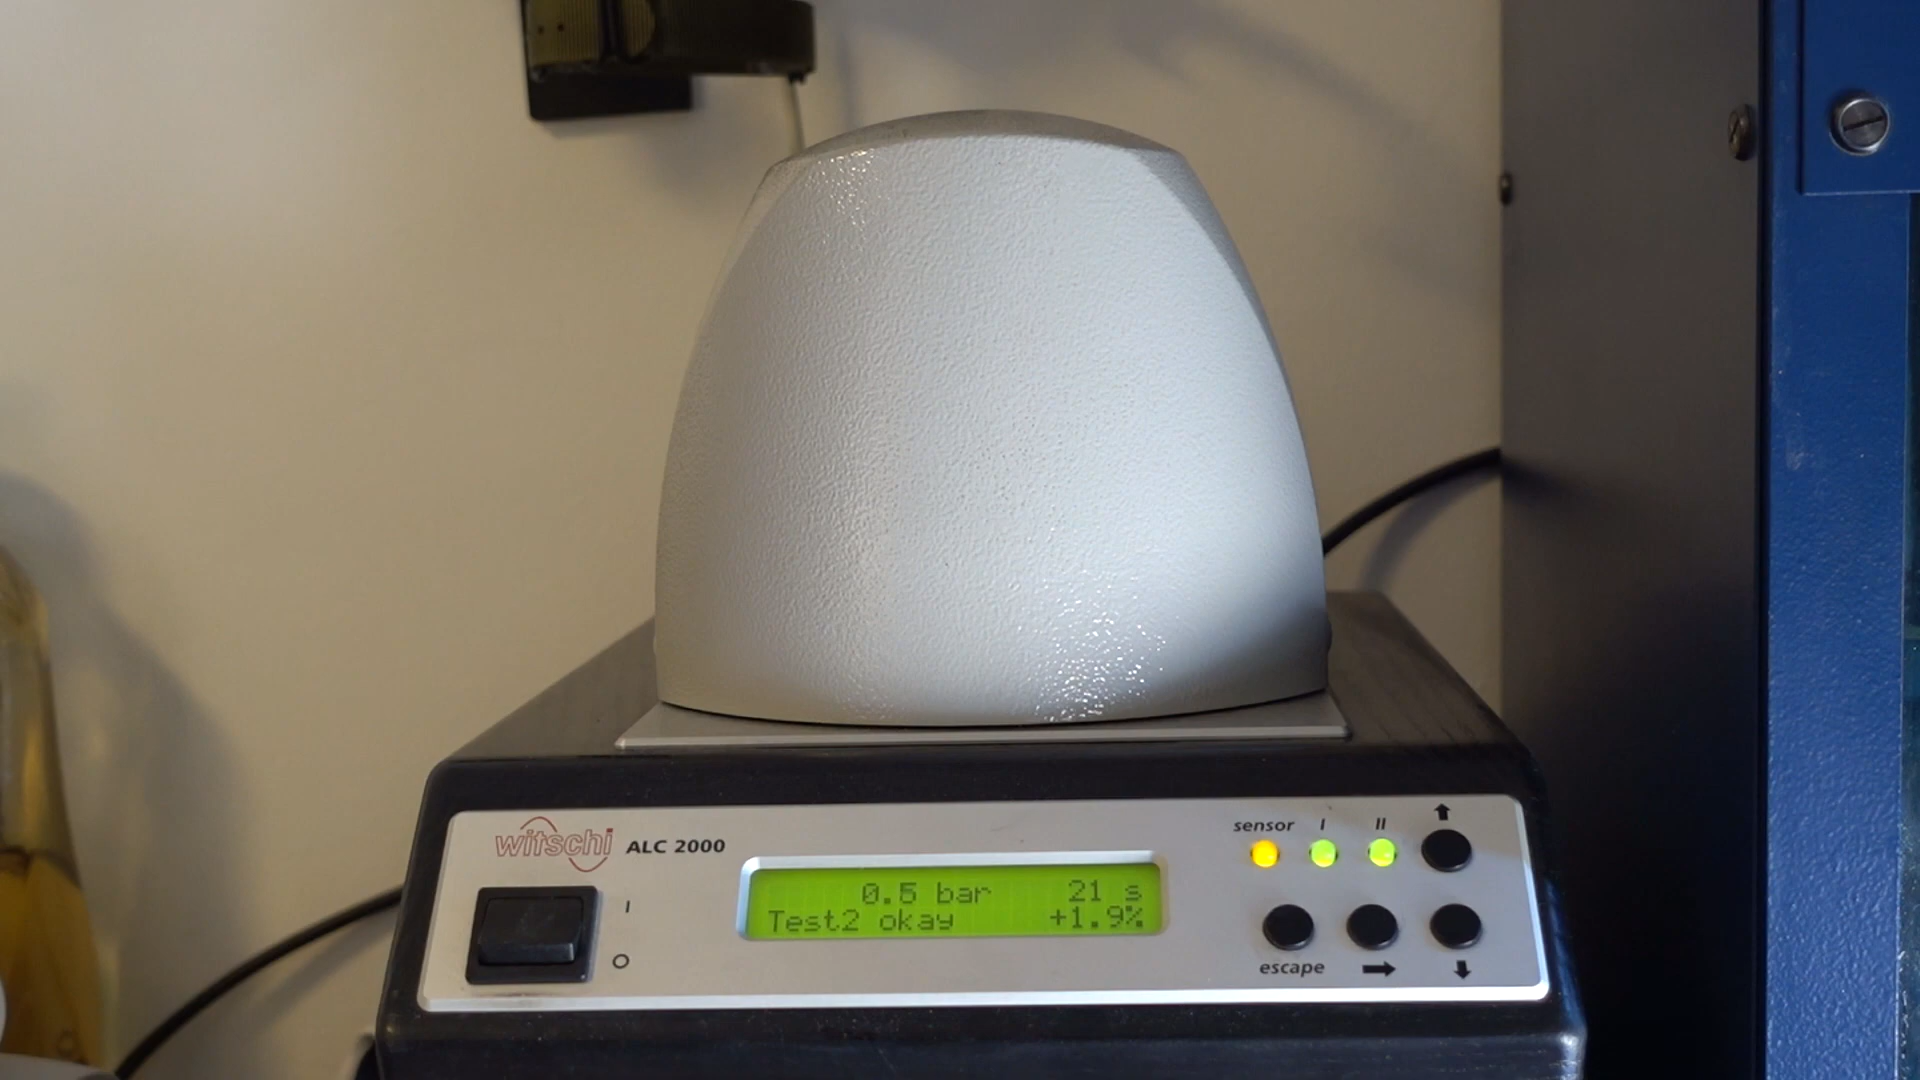 witschi ALC 2000
0.5 bar 21 s
Test2 okay +1.9%
I
O
sensor I II
escape